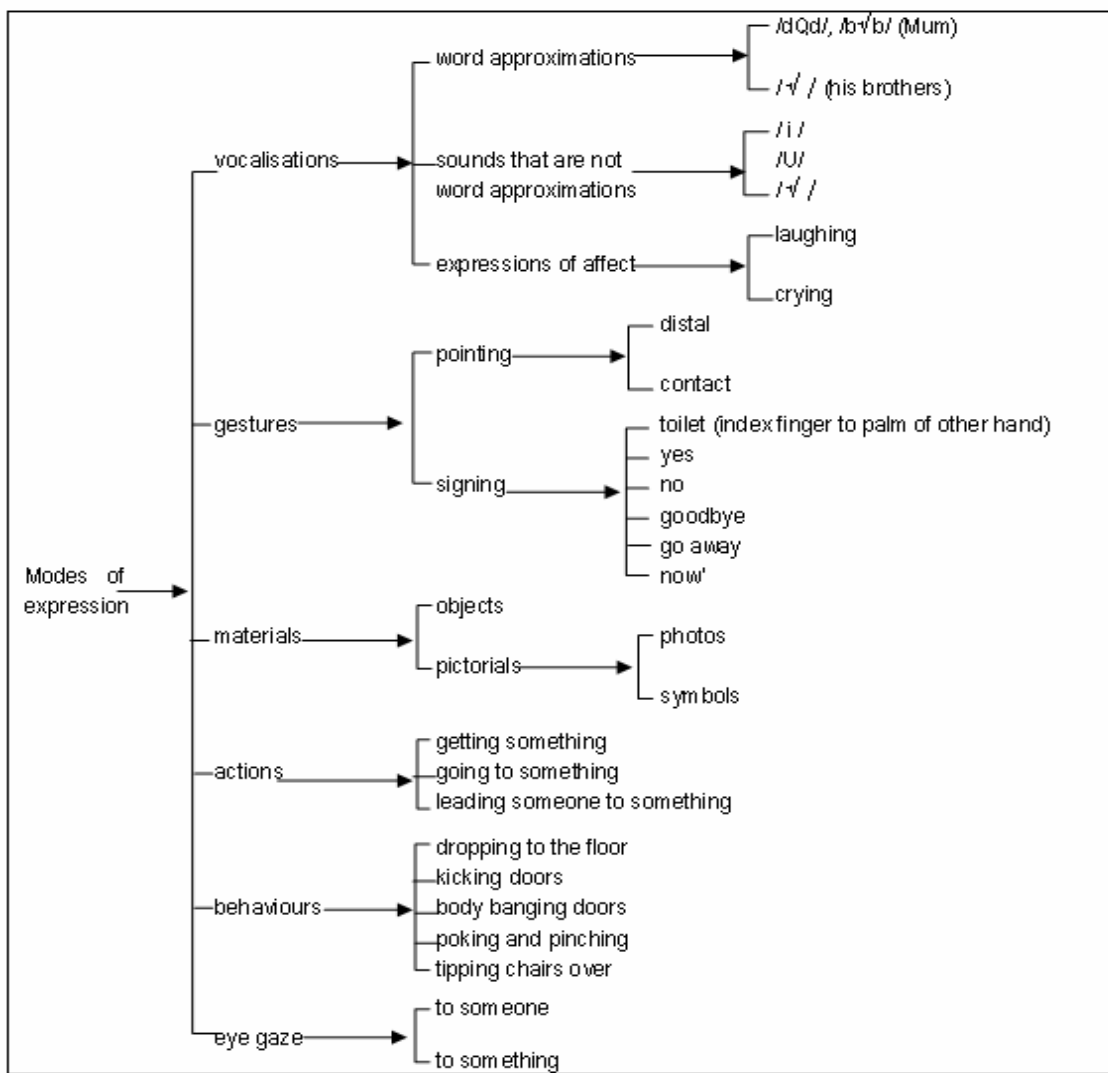 /dQd/, /b√b/ (Mum)
word approximations
/√ / (his brothers)
/i /
vocalisations
sounds that are not
word approximations
/U/
/√ /
laughing
expressions of affect
crying
distal
pointing
contact
gestures
toilet (index finger to palm of other hand)
yes
signing
no
goodbye
go away
now'
Modes of
expression
objects
materials
photos
pictorials
symbols
getting something
actions
going to something
leading someone to something
dropping to the floor
kicking doors
behaviours
body banging doors
poking and pinching
tipping chairs over
to someone
eye gaze
to something